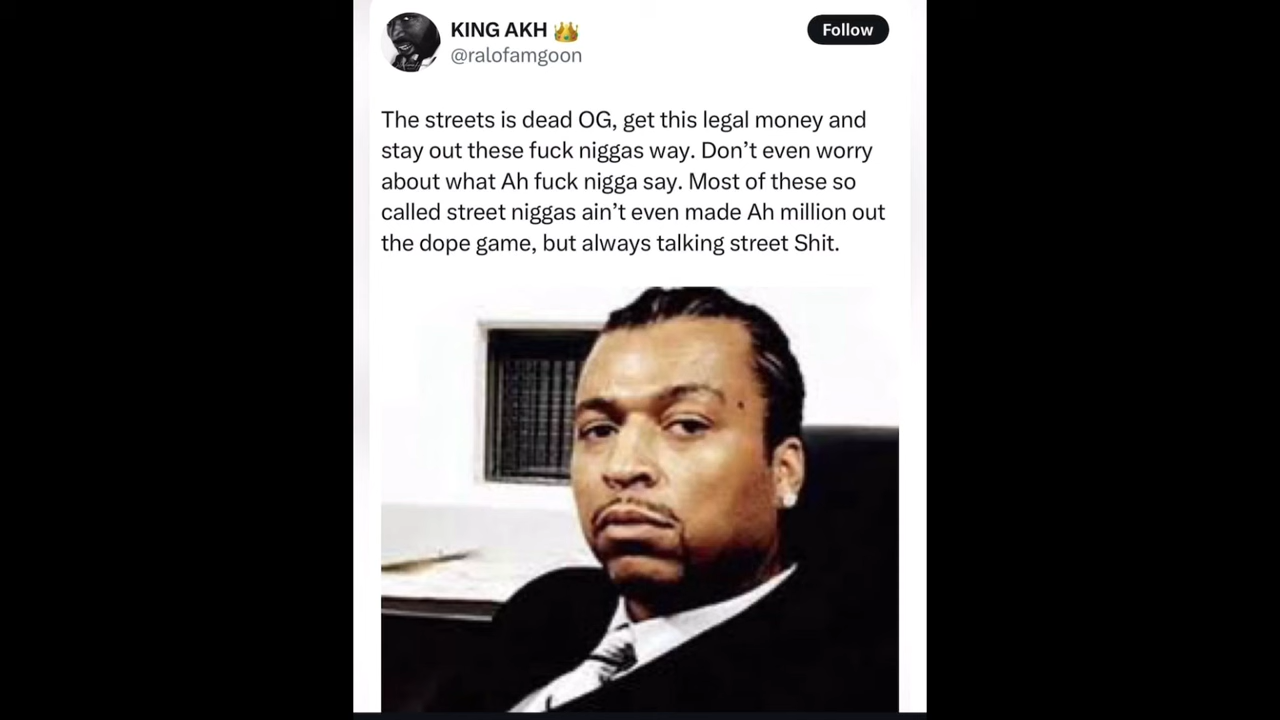 KING AKH 👑
Follow
@ralofamgoon
The streets is dead OG, get this legal money and
stay out these fuck niggas way. Don’t even worry
about what Ah fuck nigga say. Most of these so
called street niggas ain’t even made Ah million out
the dope game, but always talking street Shit.